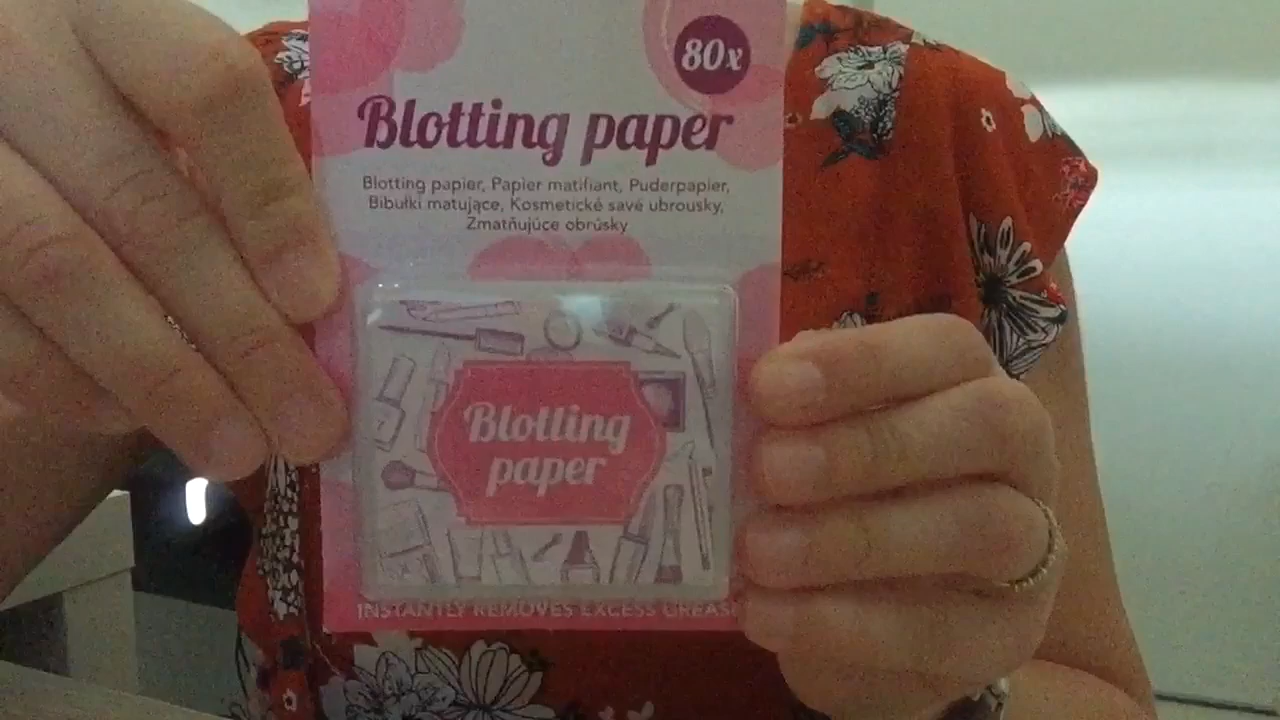 80x
Blotting paper
Blotting papier, Papier matifiant, Puderpapier,
Bibułki matujące, Kosmetické savé ubrousky,
Zmatňujúce obrúsky
Blotting
paper
INSTANTLY REMOVES EXCESS GREASE